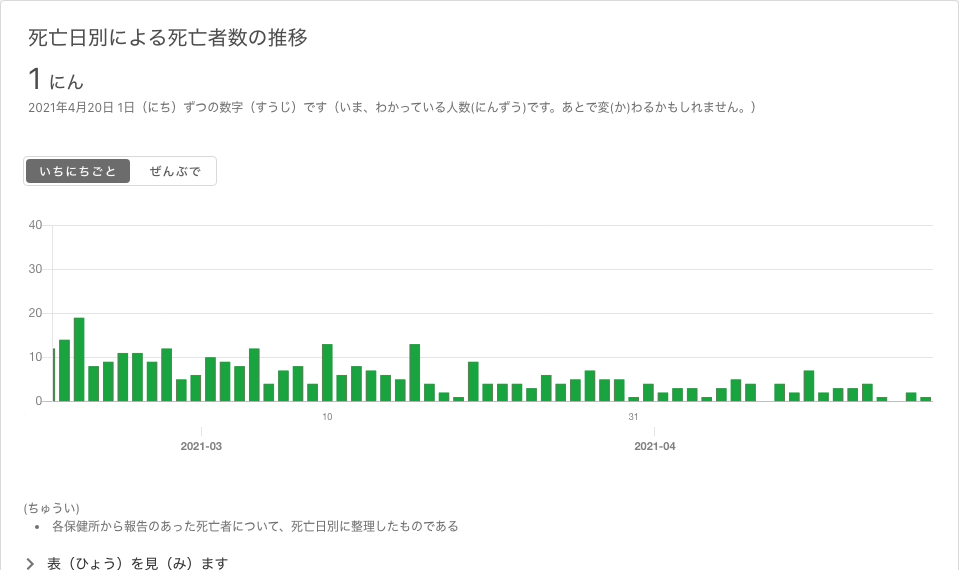 死亡日別による死亡者数の推移
1 にん
2021年4月20日 1日（にち）ずつの数字（すうじ）です（いま、わかっている人数(にんずう)です。あとで変(か)わるかもしれません。）
いちにちごと ぜんぶで
40
30
20
10
0
10 31
2021-03 2021-04
(ちゅうい)
• 各保健所から報告のあった死亡者について、死亡日別に整理したものである
表（ひょう）を見（み）ます